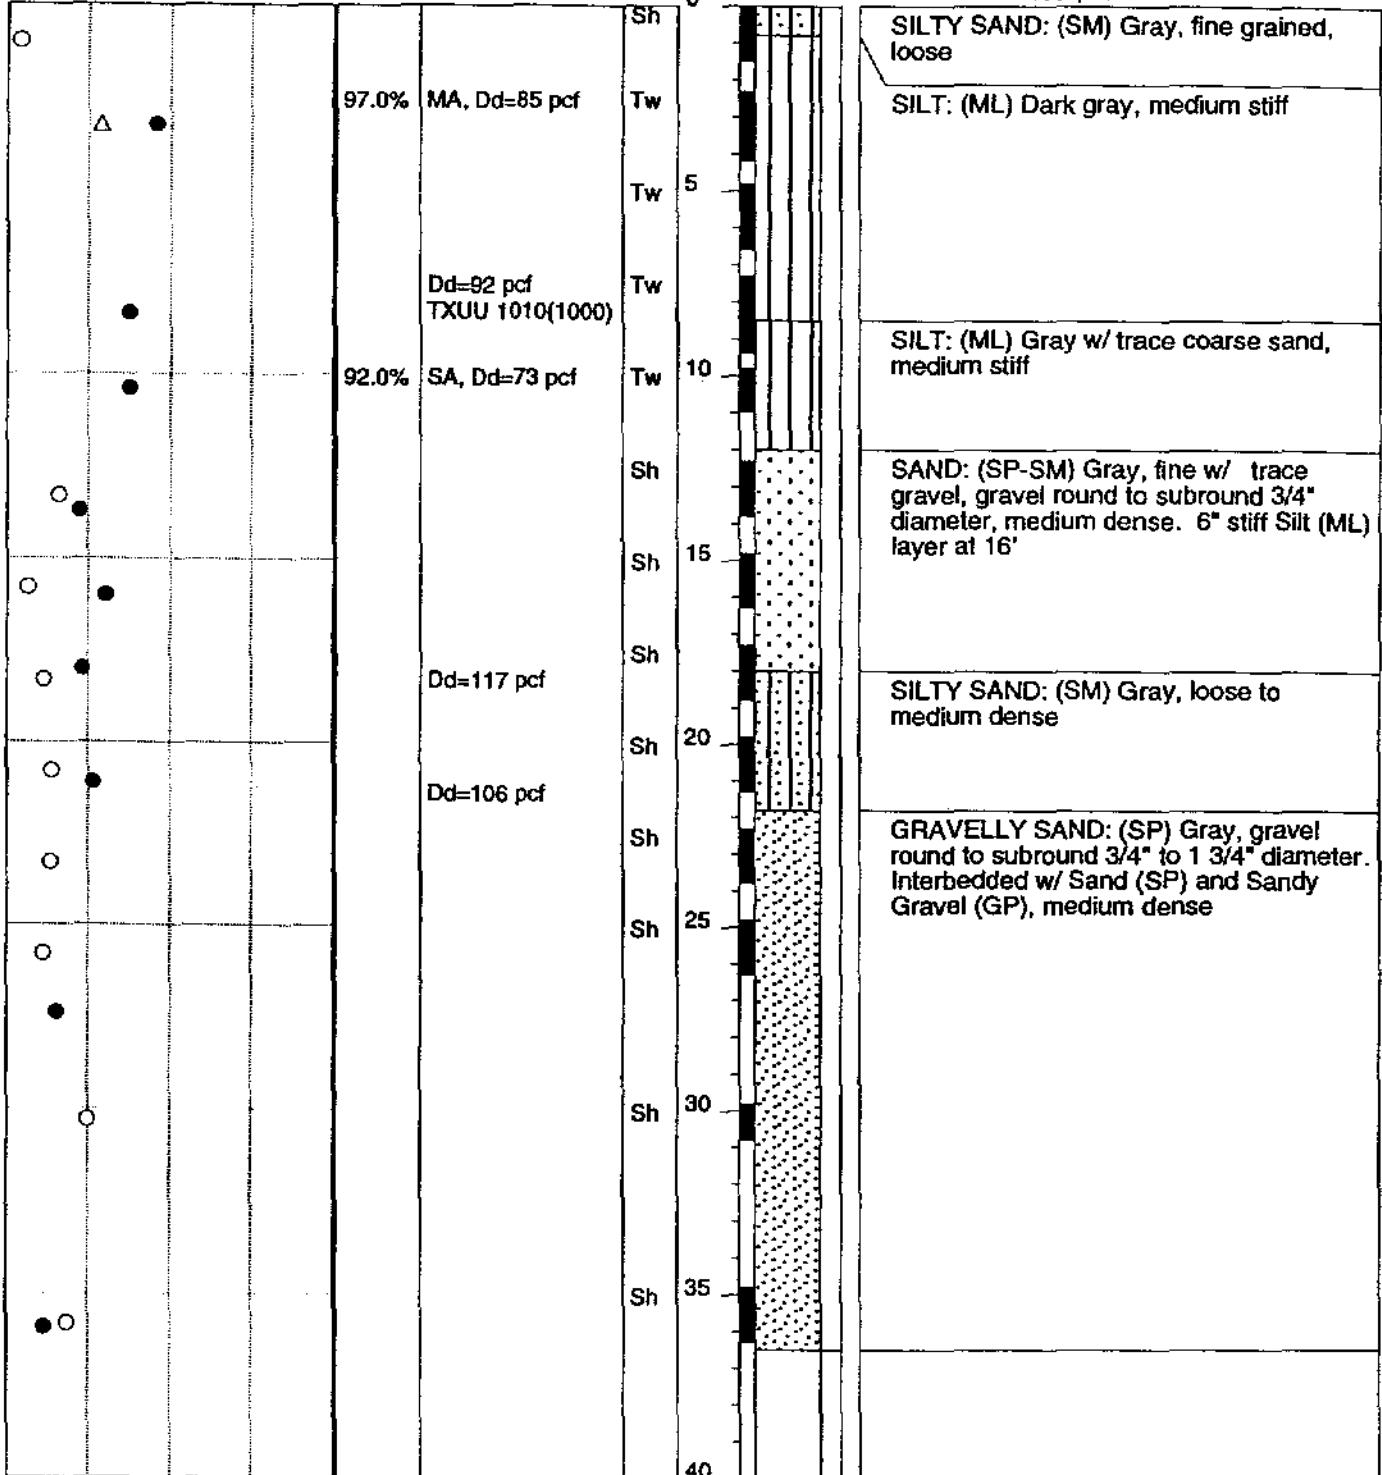 Sh
SILTY SAND: (SM) Gray, fine grained,
loose
97.0%
MA, Dd=85 pcf
Tw
SILT: (ML) Dark gray, medium stiff
Tw
5
Dd=92 pcf
TXUU 1010(1000)
Tw
SILT: (ML) Gray w/ trace coarse sand,
medium stiff
92.0%
SA, Dd=73 pcf
Tw
10
Sh
SAND: (SP-SM) Gray, fine w/ trace
gravel, gravel round to subround 3/4"
diameter, medium dense. 6" stiff Silt (ML)
layer at 16'
Sh
15
Sh
Dd=117 pcf
SILTY SAND: (SM) Gray, loose to
medium dense
Sh
20
Dd=106 pcf
Sh
GRAVELLY SAND: (SP) Gray, gravel
round to subround 3/4" to 1 3/4" diameter.
Interbedded w/ Sand (SP) and Sandy
Gravel (GP), medium dense
Sh
25
Sh
30
Sh
35
40